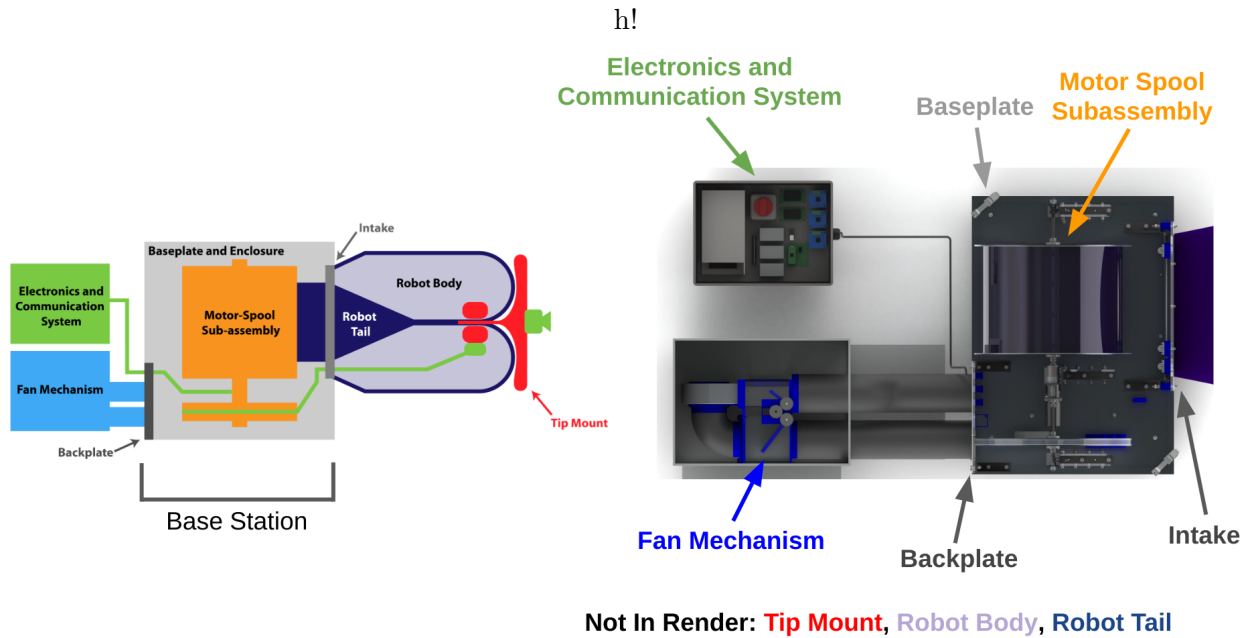 h!
Electronics and
Communication System
Baseplate
Motor Spool
Subassembly
Intake
Baseplate and Enclosure
Electronics and
Communication
System
Motor-Spool
Sub-assembly
Robot Body
Robot
Tail
Fan Mechanism
Backplate
Tip Mount
Base Station
Fan Mechanism
Backplate
Intake
Not In Render: Tip Mount, Robot Body, Robot Tail